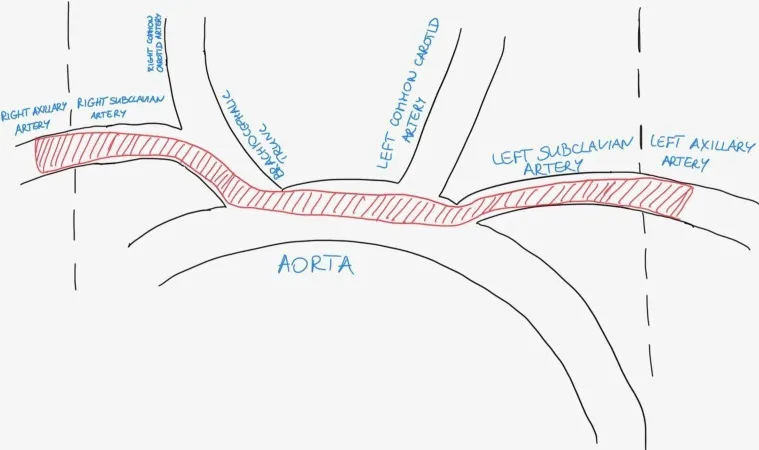 RIGHT COMMON
CAROTID ARTERY
RIGHT AXILLARY
ARTERY
RIGHT SUBCLAVIAN
ARTERY
BRACHIOCEPHALIC
TRUNC
LEFT COMMON CAROTID
ARTERY
LEFT SUBCLAVIAN
ARTERY
LEFT AXILLARY
ARTERY
AORTA